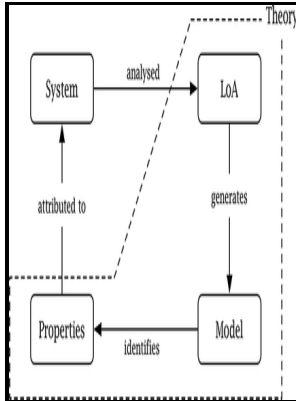 Theory
analysed
System
LoA
attributed to
generates
Properties
Model
identifies